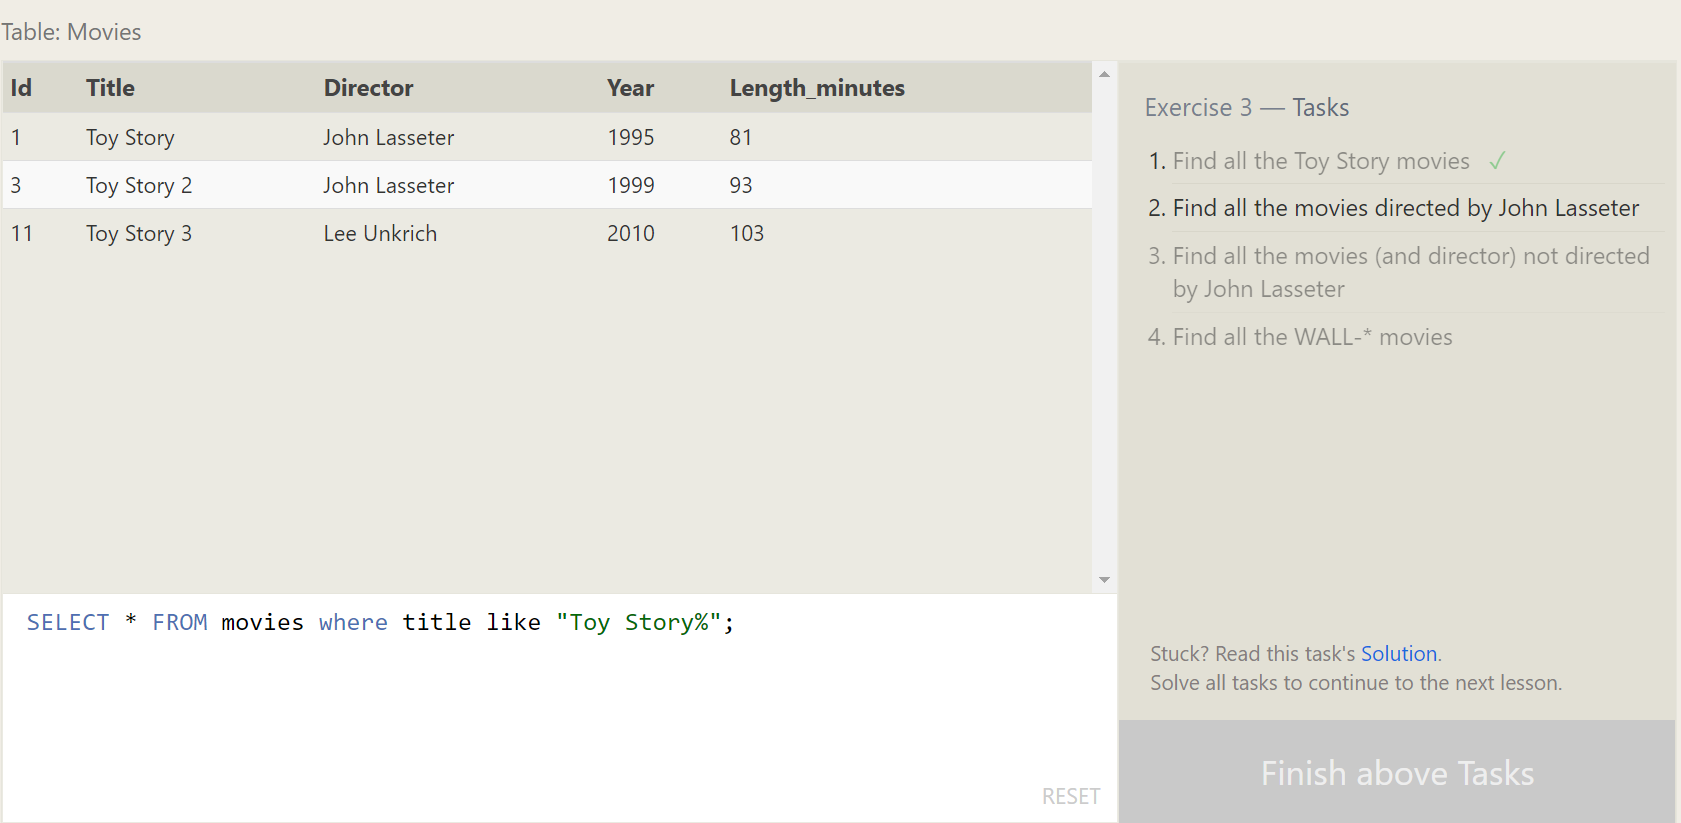 Table: Movies
Id Title Director Year Length_minutes
1 Toy Story John Lasseter 1995 81
3 Toy Story 2 John Lasseter 1999 93
11 Toy Story 3 Lee Unkrich 2010 103
SELECT * FROM movies where title like "Toy Story%";
RESET
Exercise 3 — Tasks
1. Find all the Toy Story movies ✓
2. Find all the movies directed by John Lasseter
3. Find all the movies (and director) not directed
by John Lasseter
4. Find all the WALL-* movies
Stuck? Read this task's Solution.
Solve all tasks to continue to the next lesson.
Finish above Tasks